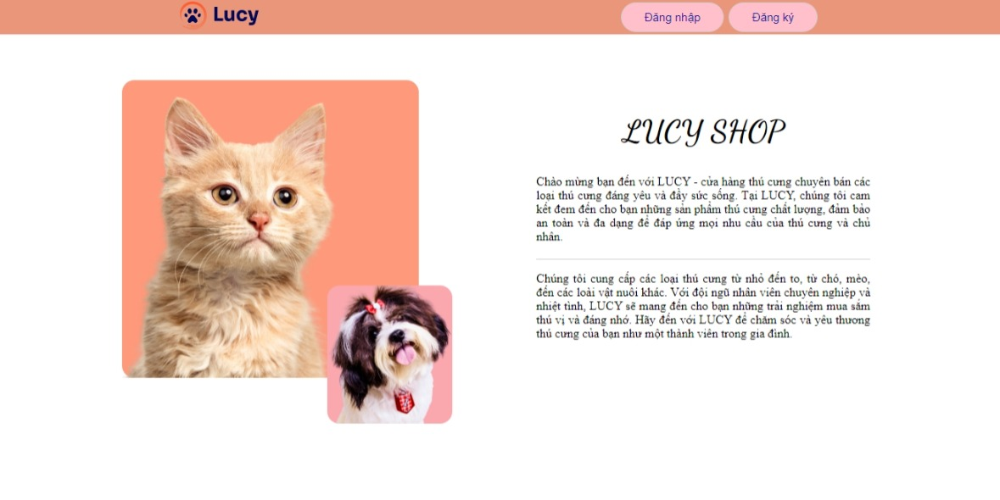 Lucy
Đăng nhập
Đăng ký
LUCY SHOP
Chào mừng bạn đến với LUCY - cửa hàng thú cưng chuyên bán các
loại thú cưng đáng yêu và đầy sức sống. Tại LUCY, chúng tôi cam
kết đem đến cho bạn những sản phẩm thú cưng chất lượng, đảm bảo
an toàn và đa dạng để đáp ứng mọi nhu cầu của thú cưng và chủ
nhân.
Chúng tôi cung cấp các loại thú cưng từ nhỏ đến to, từ chó, mèo,
đến các loài vật nuôi khác. Với đội ngũ nhân viên chuyên nghiệp và
nhiệt tình, LUCY sẽ mang đến cho bạn những trải nghiệm mua sắm
thú vị và đáng nhớ. Hãy đến với LUCY để chăm sóc và yêu thương
thú cưng của bạn như một thành viên trong gia đình.